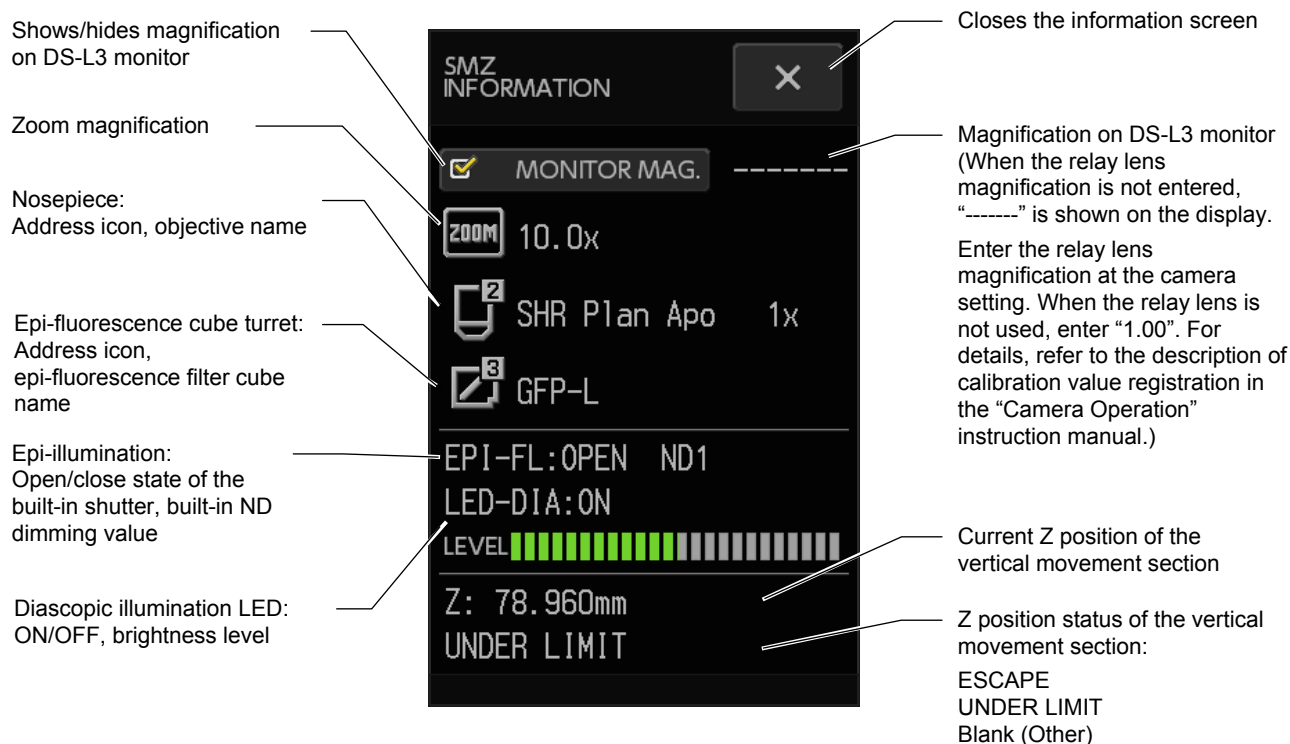 Shows/hides magnification
on DS-L3 monitor
Zoom magnification
Nosepiece:
Address icon, objective name
Epi-fluorescence cube turret:
Address icon,
epi-fluorescence filter cube
name
Epi-illumination:
Open/close state of the
built-in shutter, built-in ND
dimming value
Diascopic illumination LED:
ON/OFF, brightness level
SMZ
INFORMATION
MONITOR MAG. -------
ZOOM 10.0x
2 SHR Plan Apo 1x
3 GFP-L
EPI-FL:OPEN ND1
LED-DIA:ON
LEVEL
Z: 78.960mm
UNDER LIMIT
Closes the information screen
Magnification on DS-L3 monitor
(When the relay lens
magnification is not entered,
“-------” is shown on the display.
Enter the relay lens
magnification at the camera
setting. When the relay lens is
not used, enter “1.00”. For
details, refer to the description of
calibration value registration in
the “Camera Operation”
instruction manual.)
Current Z position of the
vertical movement section
Z position status of the vertical
movement section:
ESCAPE
UNDER LIMIT
Blank (Other)